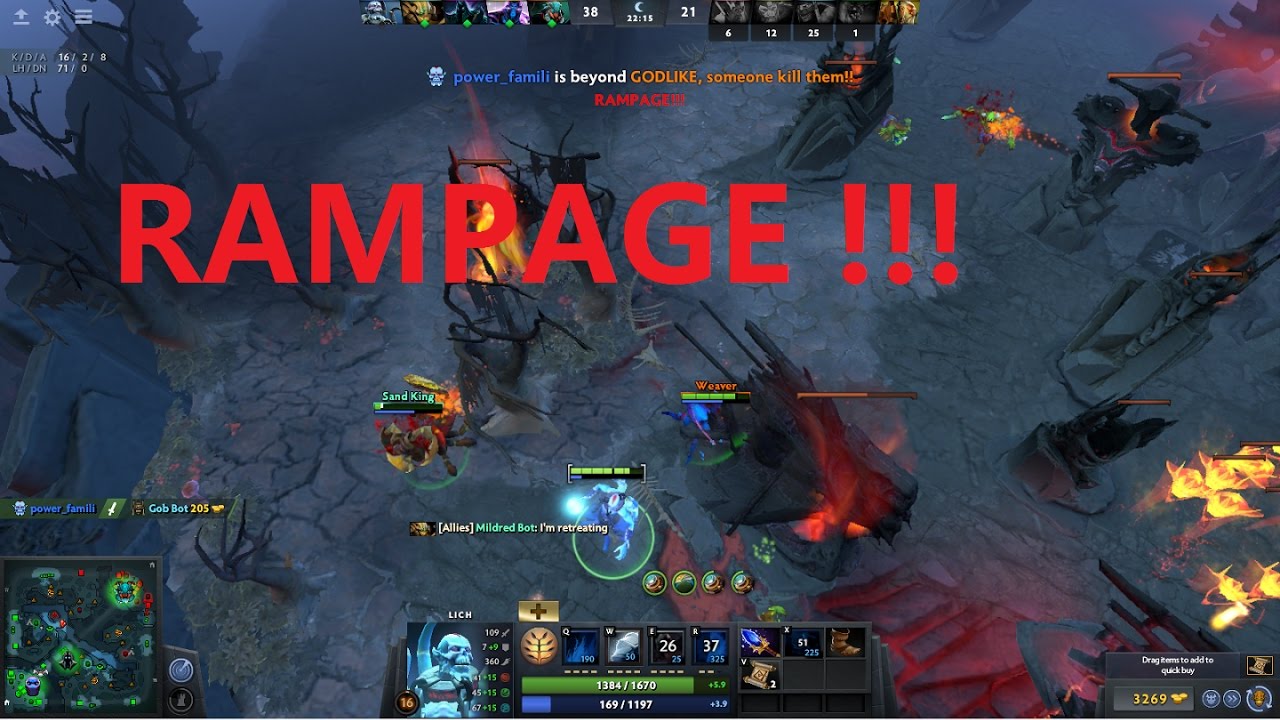 38 22:15 21
6 12 25 1
K/D/A 16/ 2/ 8
LH/DN 71/ 0
power_famili is beyond GODLIKE, someone kill them!!
RAMPAGE!!!
RAMPAGE !!!
Sand King
Weaver
power_famili Gob Bot 205
[Allies] Mildred Bot: I'm retreating
LICH
109
7+9
360
41+15
45+15
67+15
16
Q 190
W 50
E 26 25
R 37 325
X 51 225
V 2
1384 / 1670 +5.9
169 / 1197 +3.9
Drag items to add to
quick buy
3269